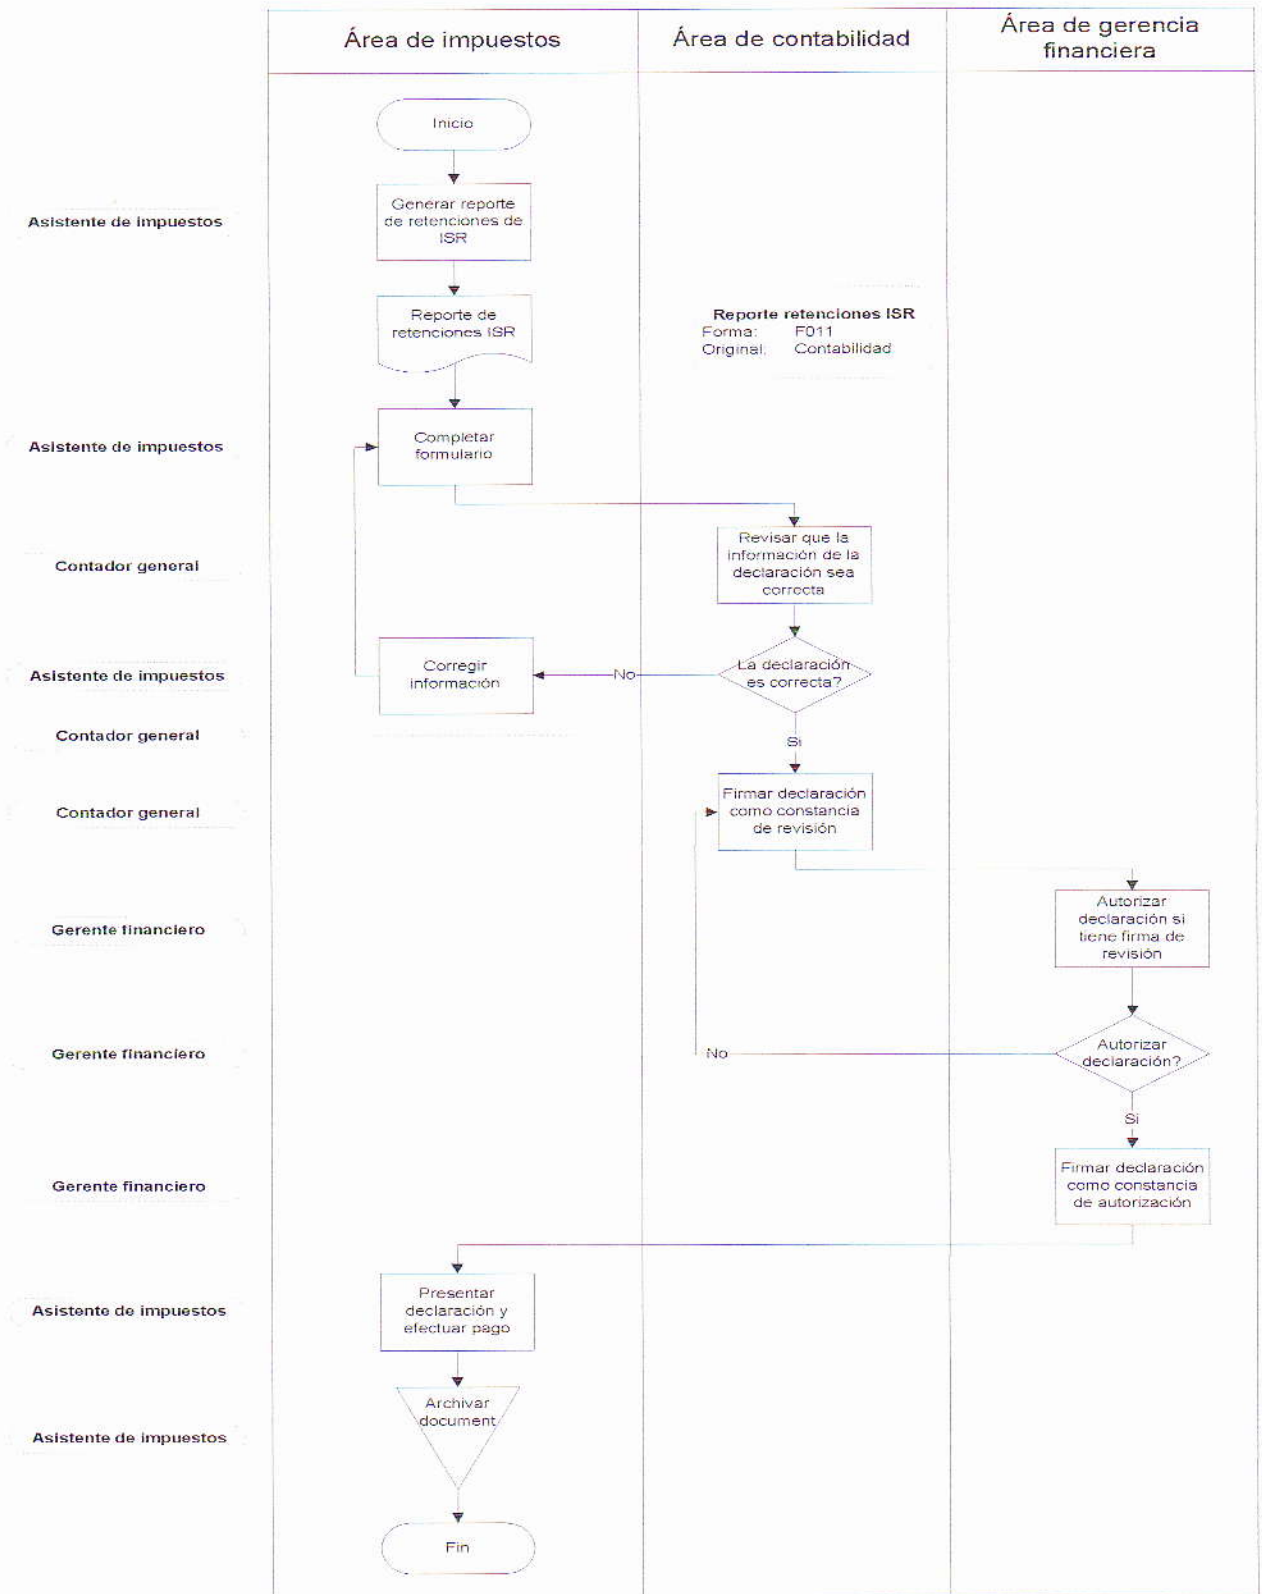 Área de impuestos
Área de contabilidad
Área de gerencia
financiera
Inicio
Asistente de impuestos
Generar reporte
de retenciones de
ISR
Reporte de
retenciones ISR
Reporte retenciones ISR
Forma: F011
Original: Contabilidad
Asistente de impuestos
Completar
formulario
Contador general
Revisar que la
información de la
declaración sea
correcta
Asistente de impuestos
Corregir
información
No
La declaración
es correcta?
Contador general
Si
Contador general
Firmar declaración
como constancia
de revisión
Gerente financiero
Autorizar
declaración si
tiene firma de
revisión
Gerente financiero
No
Autorizar
declaración?
Si
Gerente financiero
Firmar declaración
como constancia
de autorización
Asistente de impuestos
Presentar
declaración y
efectuar pago
Asistente de impuestos
Archivar
document
Fin